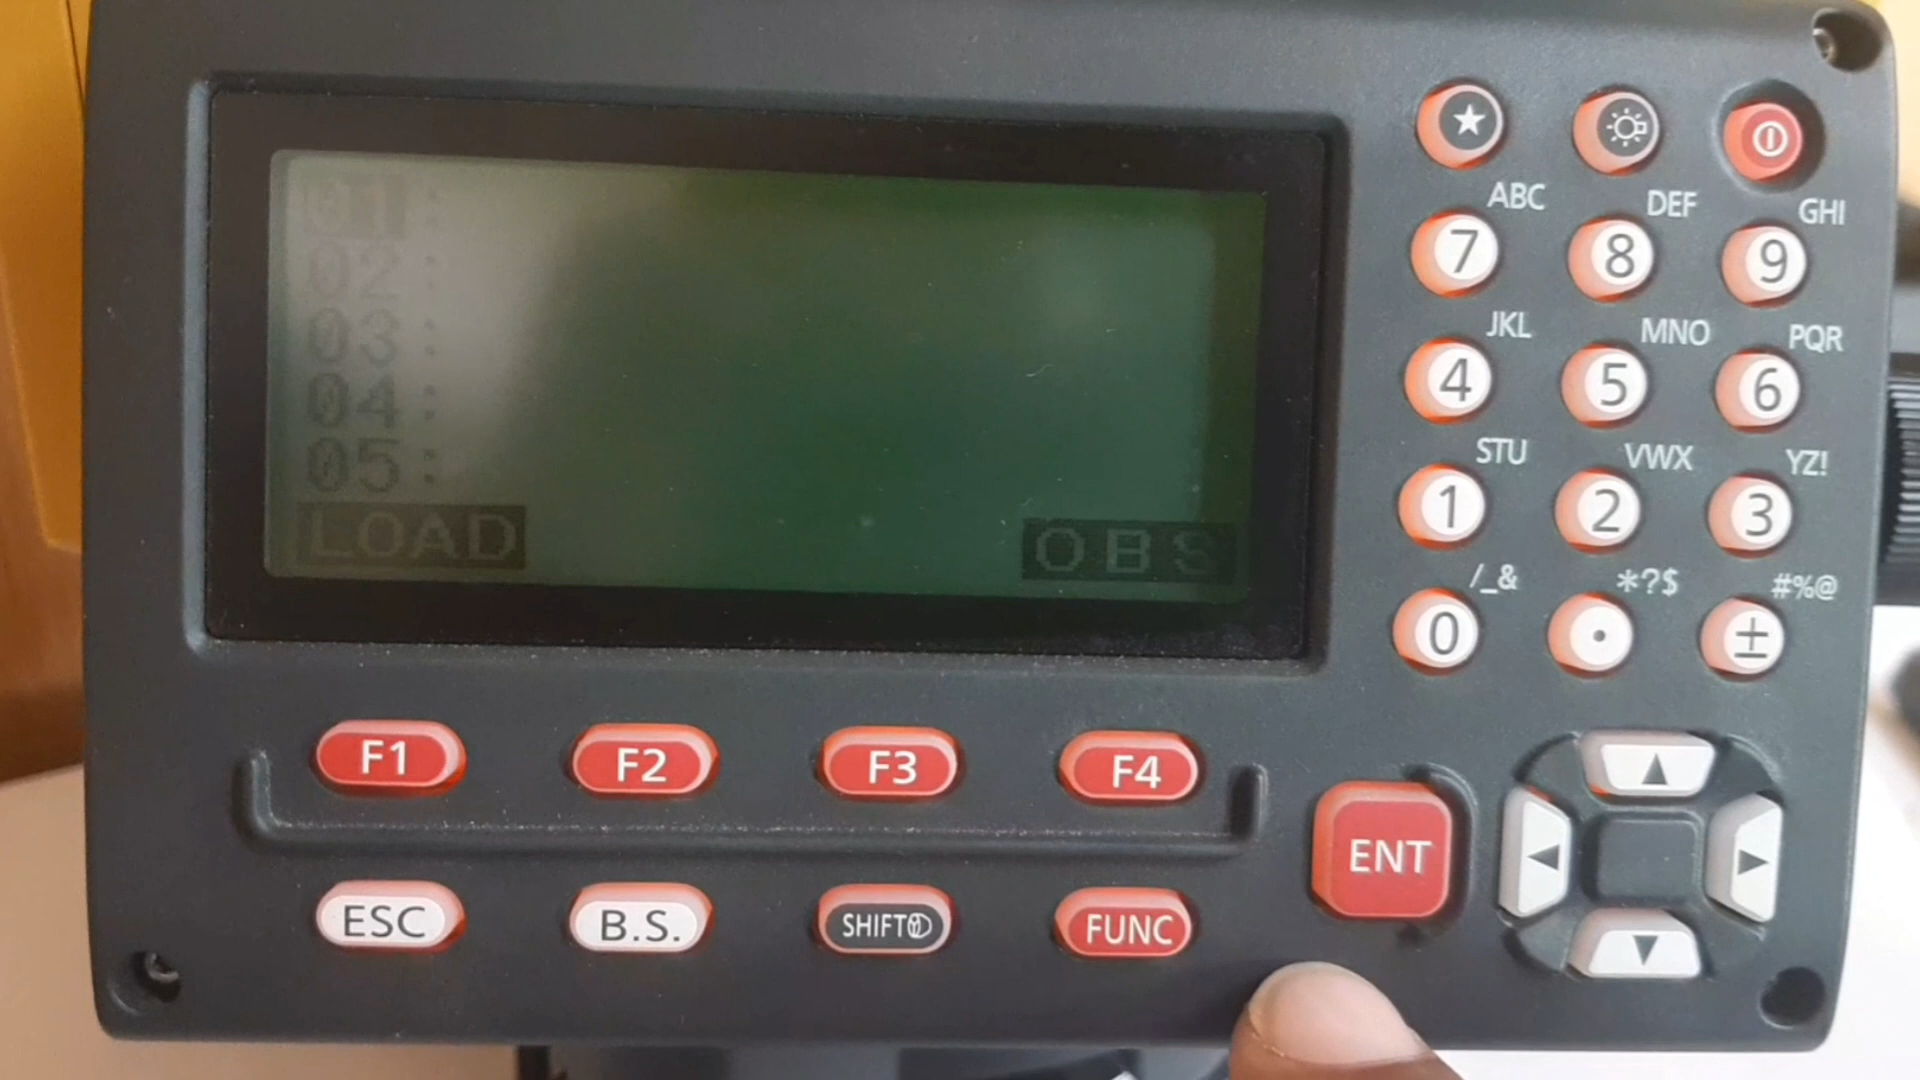 01:
02:
03:
04:
05:
LOAD OBS
ABC DEF GHI
7 8 9
JKL MNO PQR
4 5 6
STU VWX YZ!
1 2 3
/_& *?$ #%@
0 . ±
F1 F2 F3 F4
ENT
ESC B.S. SHIFT FUNC